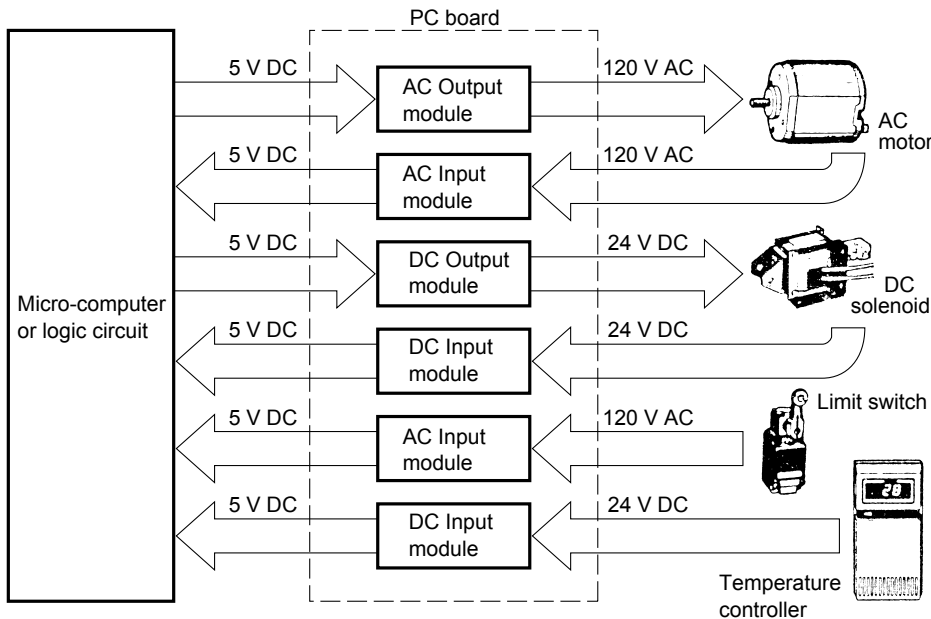 PC board
5 V DC
AC Output
module
120 V AC
AC
motor
5 V DC
AC Input
module
120 V AC
5 V DC
DC Output
module
24 V DC
DC
solenoid
Micro-computer
or logic circuit
5 V DC
DC Input
module
24 V DC
Limit switch
5 V DC
AC Input
module
120 V AC
5 V DC
DC Input
module
24 V DC
28
Temperature
controller